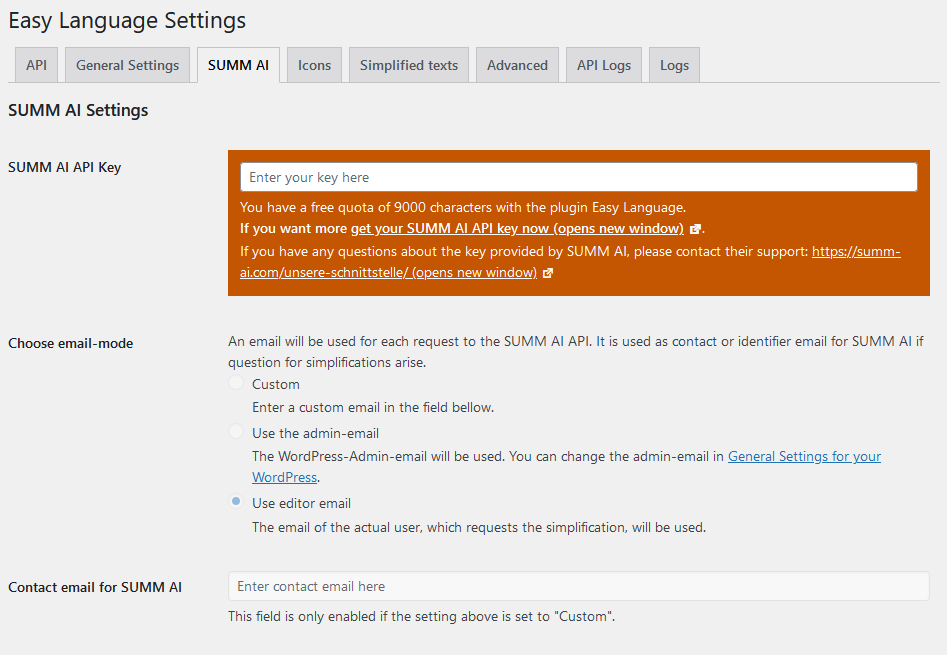 Easy Language Settings
API
General Settings
SUMM AI
Icons
Simplified texts
Advanced
API Logs
Logs
SUMM AI Settings
SUMM AI API Key
Enter your key here
You have a free quota of 9000 characters with the plugin Easy Language.
If you want more get your SUMM AI API key now (opens new window).
If you have any questions about the key provided by SUMM AI, please contact their support: https://summ-
ai.com/unsere-schnittstelle/ (opens new window)
Choose email-mode
An email will be used for each request to the SUMM AI API. It is used as contact or identifier email for SUMM AI if
question for simplifications arise.
Custom
Enter a custom email in the field bellow.
Use the admin-email
The WordPress-Admin-email will be used. You can change the admin-email in General Settings for your
WordPress.
Use editor email
The email of the actual user, which requests the simplification, will be used.
Contact email for SUMM AI
Enter contact email here
This field is only enabled if the setting above is set to "Custom".